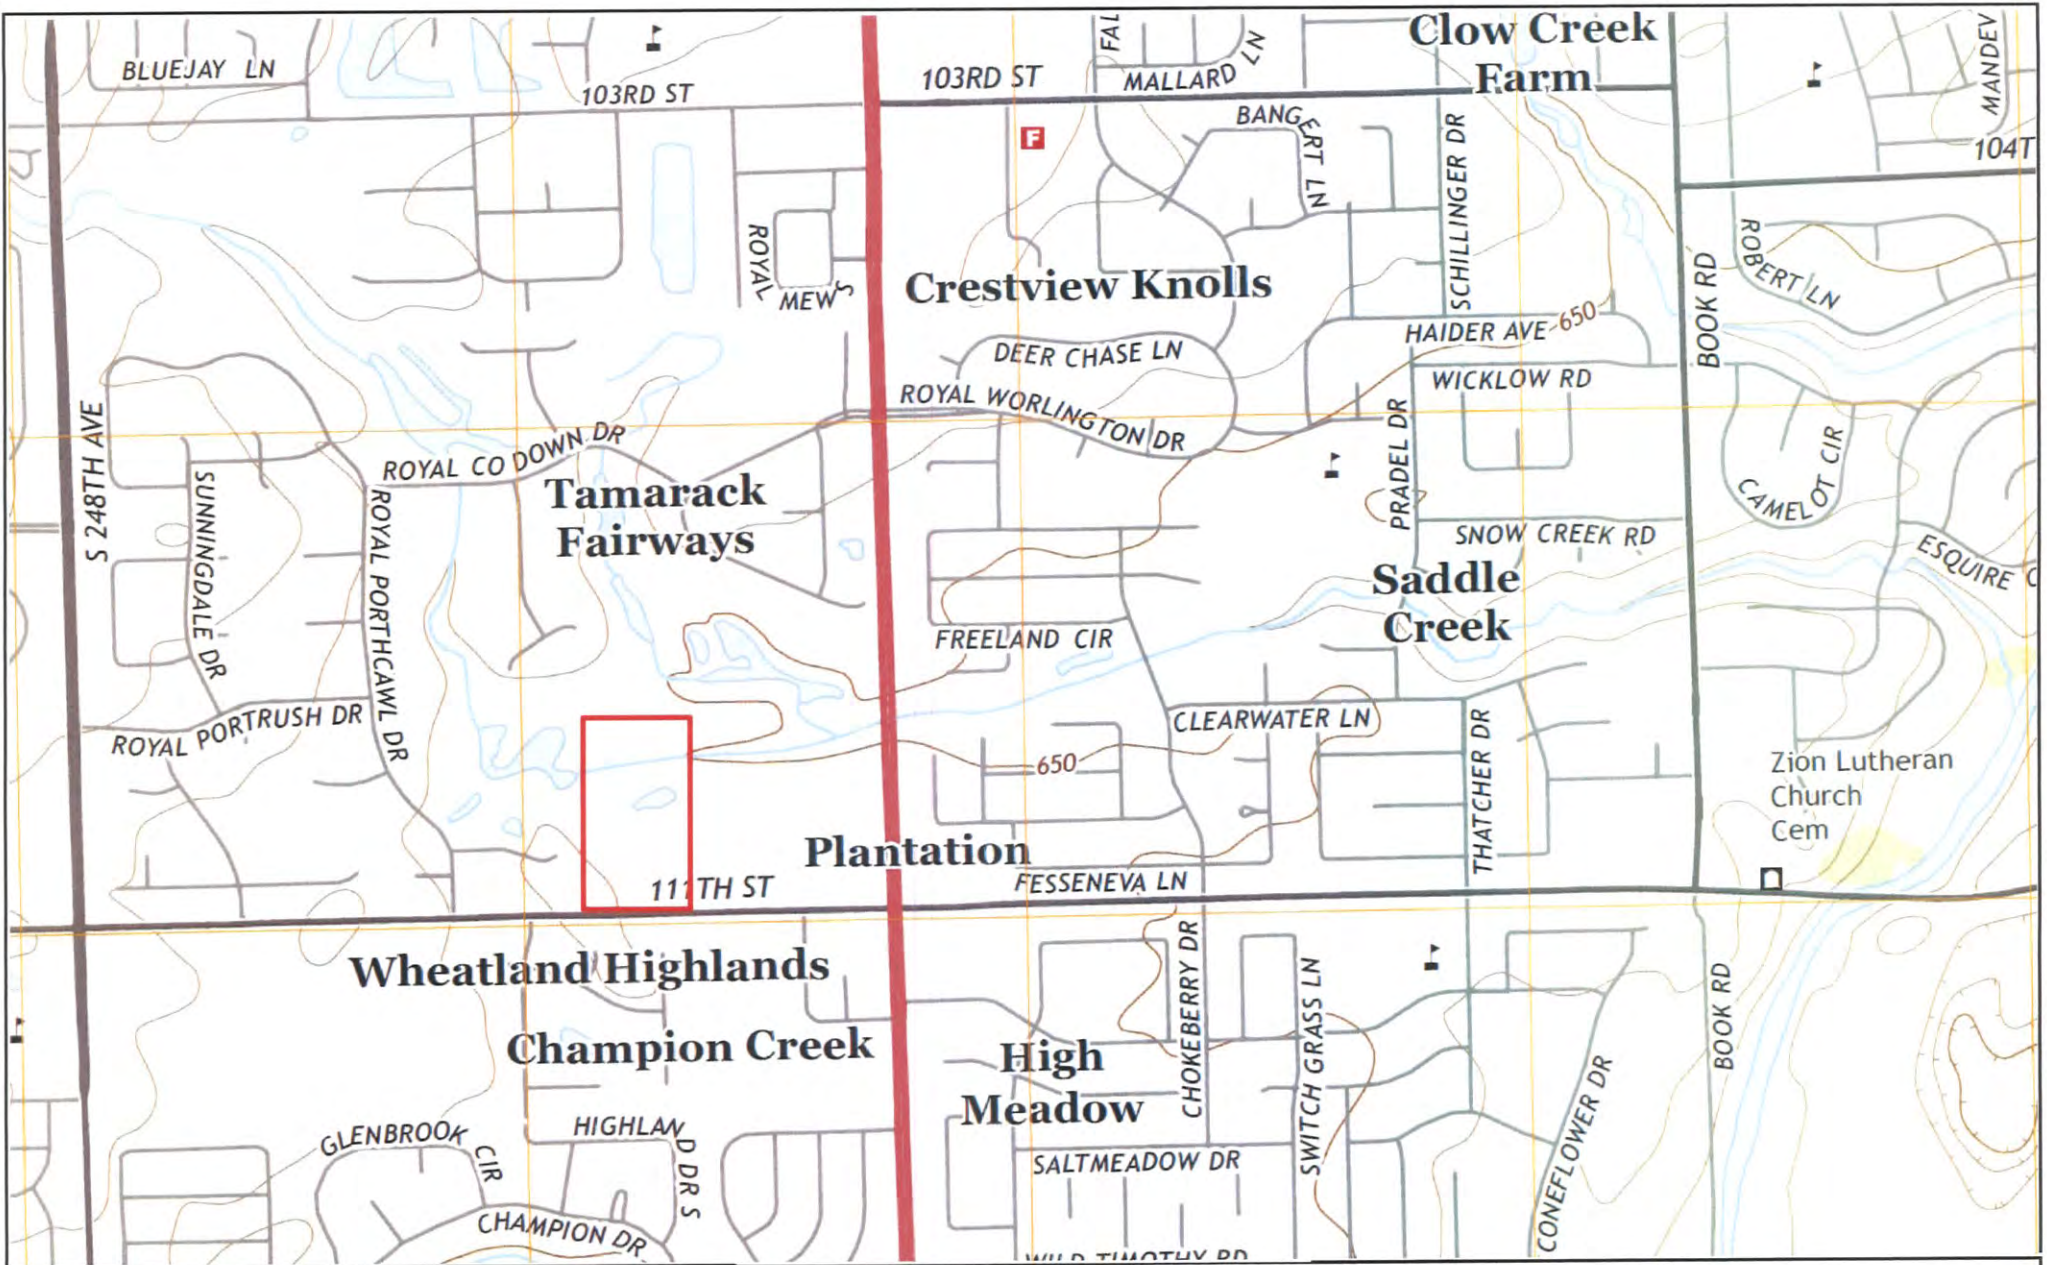 Clow Creek
Farm
BLUEJAY LN
103RD ST
103RD ST
MALLARD LN
FAL
MANDEV
104T
F
BANGERT LN
SCHILLINGER DR
BOOK RD
ROBERT LN
ROYAL MEWS
Crestview Knolls
HAIDER AVE
650
DEER CHASE LN
WICKLOW RD
ROYAL WORLINGTON DR
PRADEL DR
CAMELOT CIR
S 248TH AVE
SUNNINGDALE DR
ROYAL CO DOWN DR
ROYAL PORTHCAWL DR
Tamarack
Fairways
SNOW CREEK RD
ESQUIRE C
Saddle
Creek
FREELAND CIR
ROYAL PORTRUSH DR
CLEARWATER LN
THATCHER DR
650
Zion Lutheran
Church
Cem
Plantation
111TH ST
FESSENEVA LN
Wheatland Highlands
Champion Creek
High
Meadow
CHOKEBERRY DR
SWITCH GRASS LN
CONEFLOWER DR
BOOK RD
GLENBROOK CIR
HIGHLAND DR S
SALTMEADOW DR
CHAMPION DR
WILD TIMOTHY RD